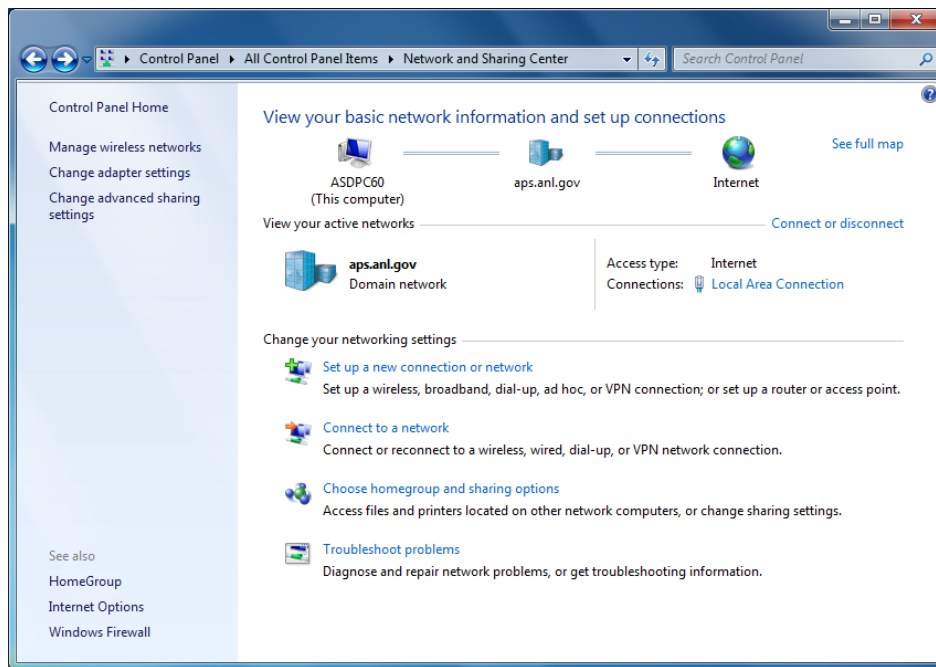 Control Panel ▸ All Control Panel Items ▸ Network and Sharing Center
Search Control Panel
Control Panel Home
Manage wireless networks
Change adapter settings
Change advanced sharing
settings
See also
HomeGroup
Internet Options
Windows Firewall
View your basic network information and set up connections
See full map
ASDPC60
(This computer)
aps.anl.gov
Internet
View your active networks
Connect or disconnect
aps.anl.gov
Domain network
Access type: Internet
Connections: Local Area Connection
Change your networking settings
Set up a new connection or network
Set up a wireless, broadband, dial-up, ad hoc, or VPN connection; or set up a router or access point.
Connect to a network
Connect or reconnect to a wireless, wired, dial-up, or VPN network connection.
Choose homegroup and sharing options
Access files and printers located on other network computers, or change sharing settings.
Troubleshoot problems
Diagnose and repair network problems, or get troubleshooting information.